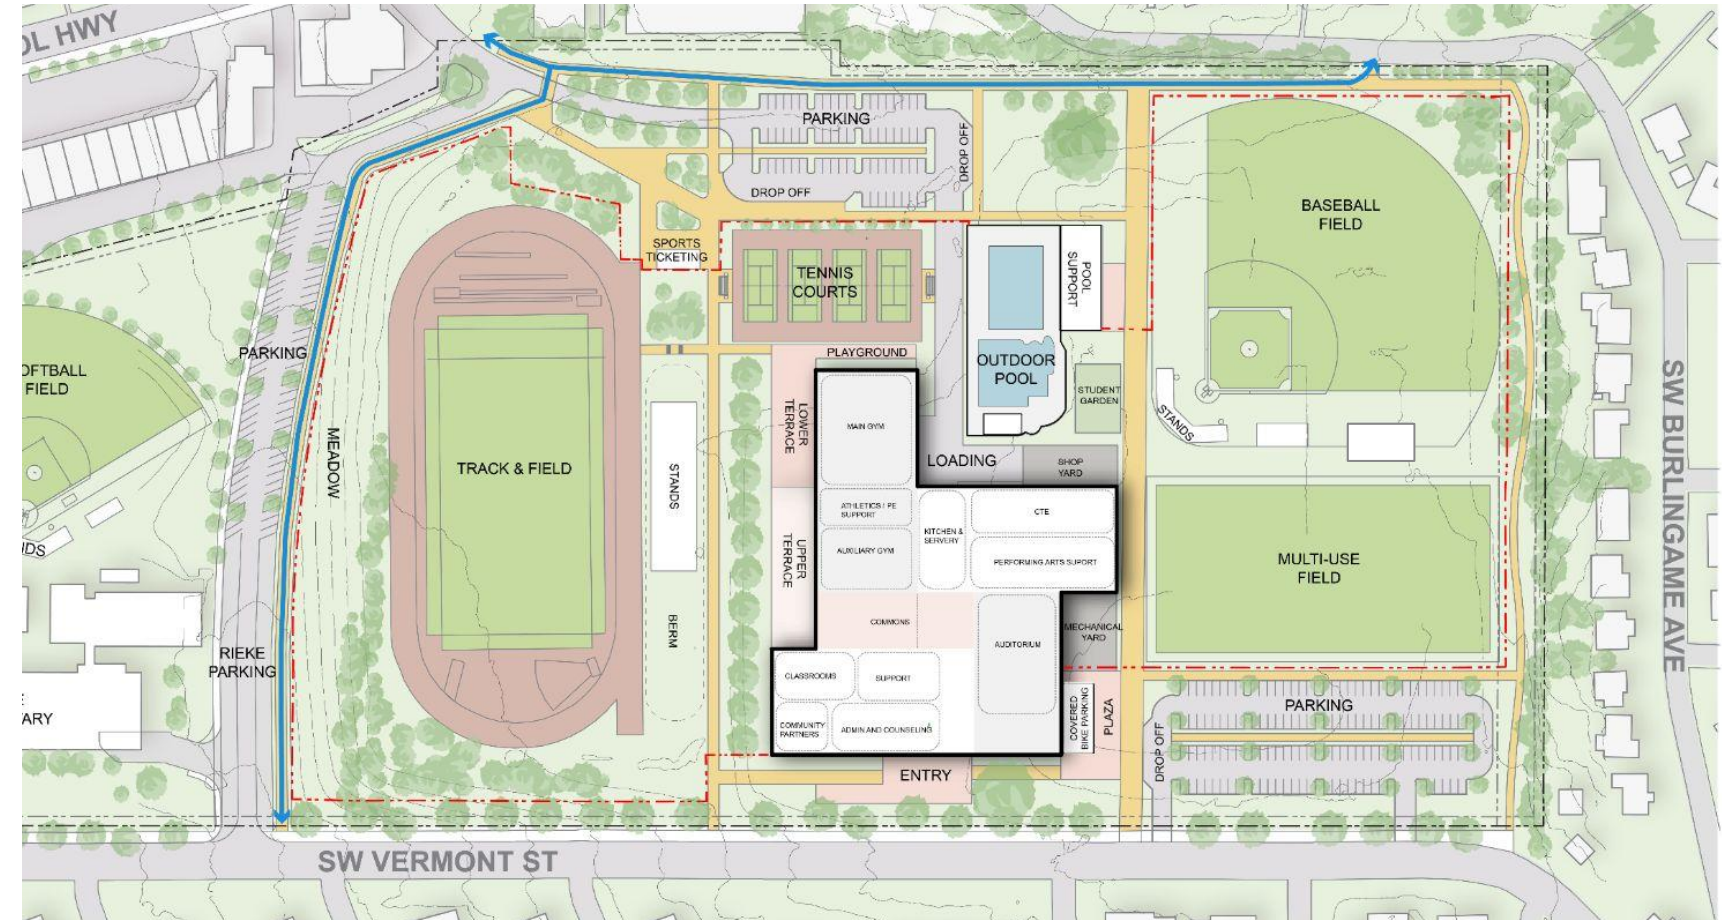 OL HWY
PARKING
DROP OFF
DROP OFF
SPORTS
TICKETING
TENNIS
COURTS
POOL
SUPPORT
BASEBALL
FIELD
PARKING
OFTBALL
FIELD
PLAYGROUND
OUTDOOR
POOL
STUDENT
GARDEN
SW BURLINGAME AVE
MEADOW
TRACK & FIELD
STANDS
LOWER
TERRACE
MAIN GYM
LOADING
SHOP
YARD
STANDS
ATHLETICS / PE
SUPPORT
KITCHEN &
SERVERY
CTE
NDS
UPPER
TERRACE
AUXILIARY GYM
PERFORMING ARTS SUPORT
MULTI-USE
FIELD
BERM
COMMONS
AUDITORIUM
MECHANICAL
YARD
RIEKE
PARKING
CLASSROOMS
SUPPORT
E
ARY
COMMUNITY
PARTNERS
ADMIN AND COUNSELING
COVERED
BIKE PARKING
PLAZA
PARKING
DROP OFF
ENTRY
SW VERMONT ST